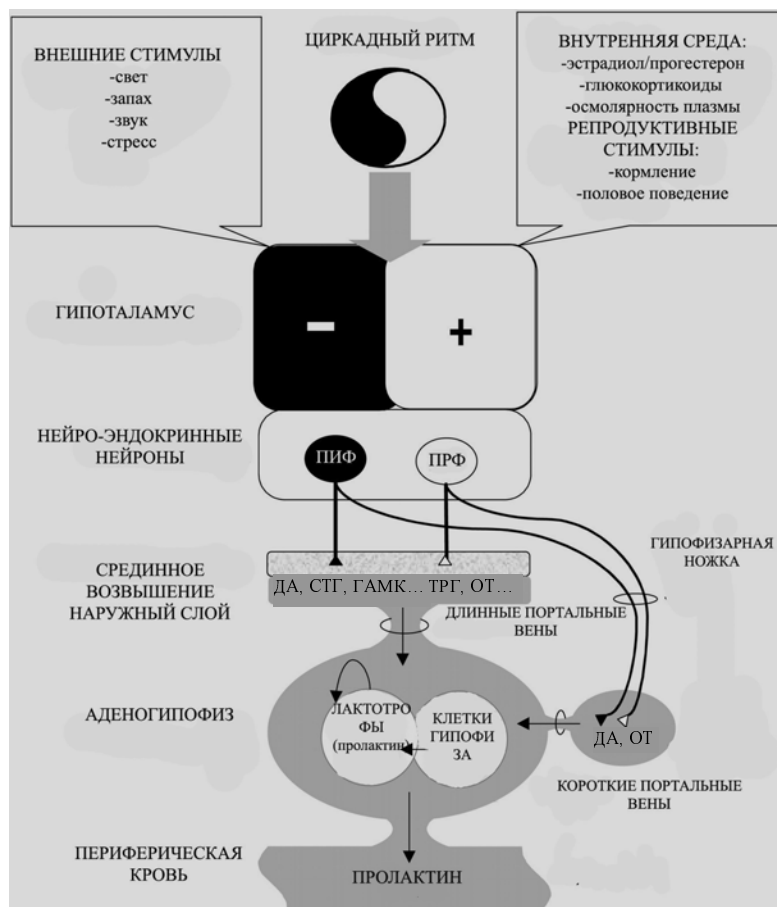 ВНЕШНИЕ СТИМУЛЫ
-свет
-запах
-звук
-стресс
ЦИРКАДНЫЙ РИТМ
ВНУТРЕННЯЯ СРЕДА:
-эстрадиол/прогестерон
-глюкокортикоиды
-осмолярность плазмы
РЕПРОДУКТИВНЫЕ
СТИМУЛЫ:
-кормление
-половое поведение
ГИПОТАЛАМУС
-
+
НЕЙРО-ЭНДОКРИННЫЕ
НЕЙРОНЫ
ПИФ
ПРФ
ГИПОФИЗАРНАЯ
НОЖКА
СРЕДИННОЕ
ВОЗВЫШЕНИЕ
НАРУЖНЫЙ СЛОЙ
ДА, СТГ, ГАМК... ТРГ, ОТ...
ДЛИННЫЕ ПОРТАЛЬНЫЕ
ВЕНЫ
АДЕНОГИПОФИЗ
ЛАКТОТРО
ФЫ
(пролактин)
КЛЕТКИ
ГИПОФИ
ЗА
ДА, ОТ
КОРОТКИЕ ПОРТАЛЬНЫЕ
ВЕНЫ
ПЕРИФЕРИЧЕСКАЯ
КРОВЬ
ПРОЛАКТИН